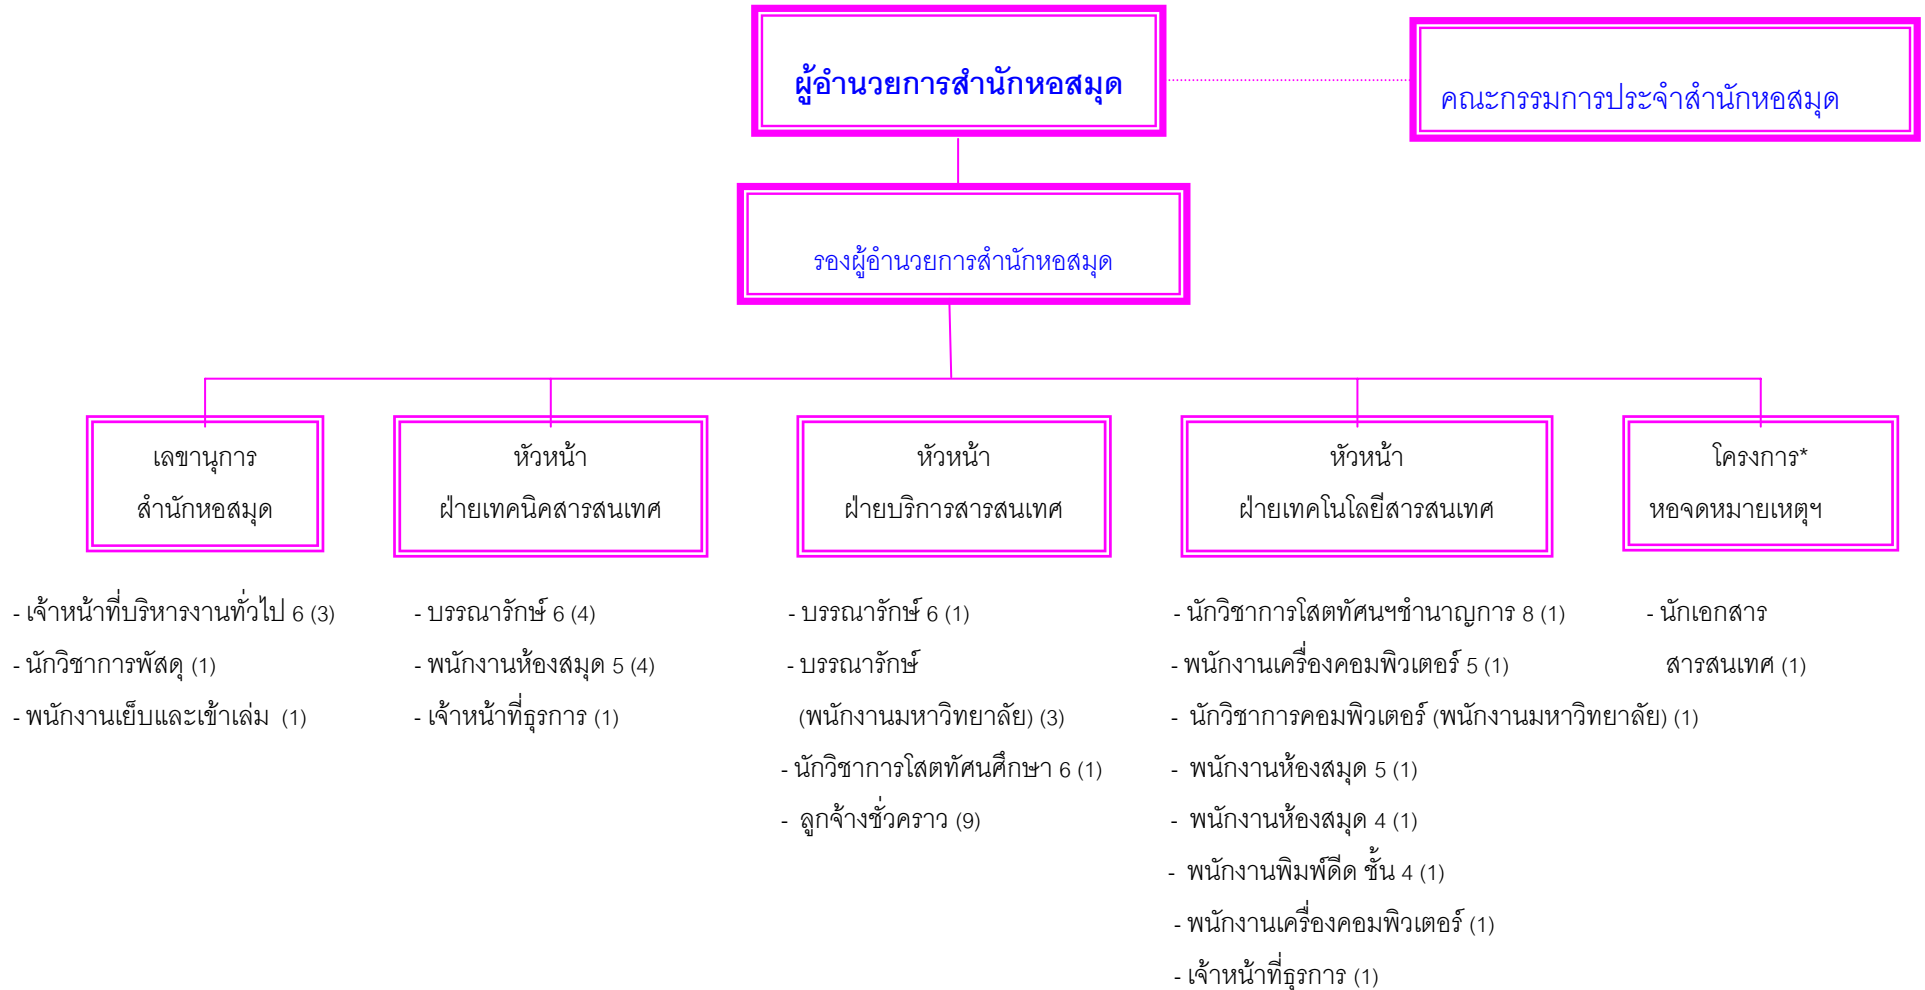 ผู้อำนวยการสำนักหอสมุด
คณะกรรมการประจำสำนักหอสมุด
รองผู้อำนวยการสำนักหอสมุด
เลขานุการ
สำนักหอสมุด
หัวหน้า
ฝ่ายเทคนิคสารสนเทศ
หัวหน้า
ฝ่ายบริการสารสนเทศ
หัวหน้า
ฝ่ายเทคโนโลยีสารสนเทศ
โครงการ*
หอจดหมายเหตุฯ
- เจ้าหน้าที่บริหารงานทั่วไป 6 (3)
- นักวิชาการพัสดุ (1)
- พนักงานเย็บและเข้าเล่ม (1)
- บรรณารักษ์ 6 (4)
- พนักงานห้องสมุด 5 (4)
- เจ้าหน้าที่ธุรการ (1)
- บรรณารักษ์ 6 (1)
- บรรณารักษ์
(พนักงานมหาวิทยาลัย) (3)
- นักวิชาการโสตทัศนศึกษา 6 (1)
- ลูกจ้างชั่วคราว (9)
- นักวิชาการโสตทัศนฯชำนาญการ 8 (1)
- พนักงานเครื่องคอมพิวเตอร์ 5 (1)
- นักวิชาการคอมพิวเตอร์ (พนักงานมหาวิทยาลัย) (1)
- พนักงานห้องสมุด 5 (1)
- พนักงานห้องสมุด 4 (1)
- พนักงานพิมพ์ดีด ชั้น 4 (1)
- พนักงานเครื่องคอมพิวเตอร์ (1)
- เจ้าหน้าที่ธุรการ (1)
- นักเอกสาร
สารสนเทศ (1)